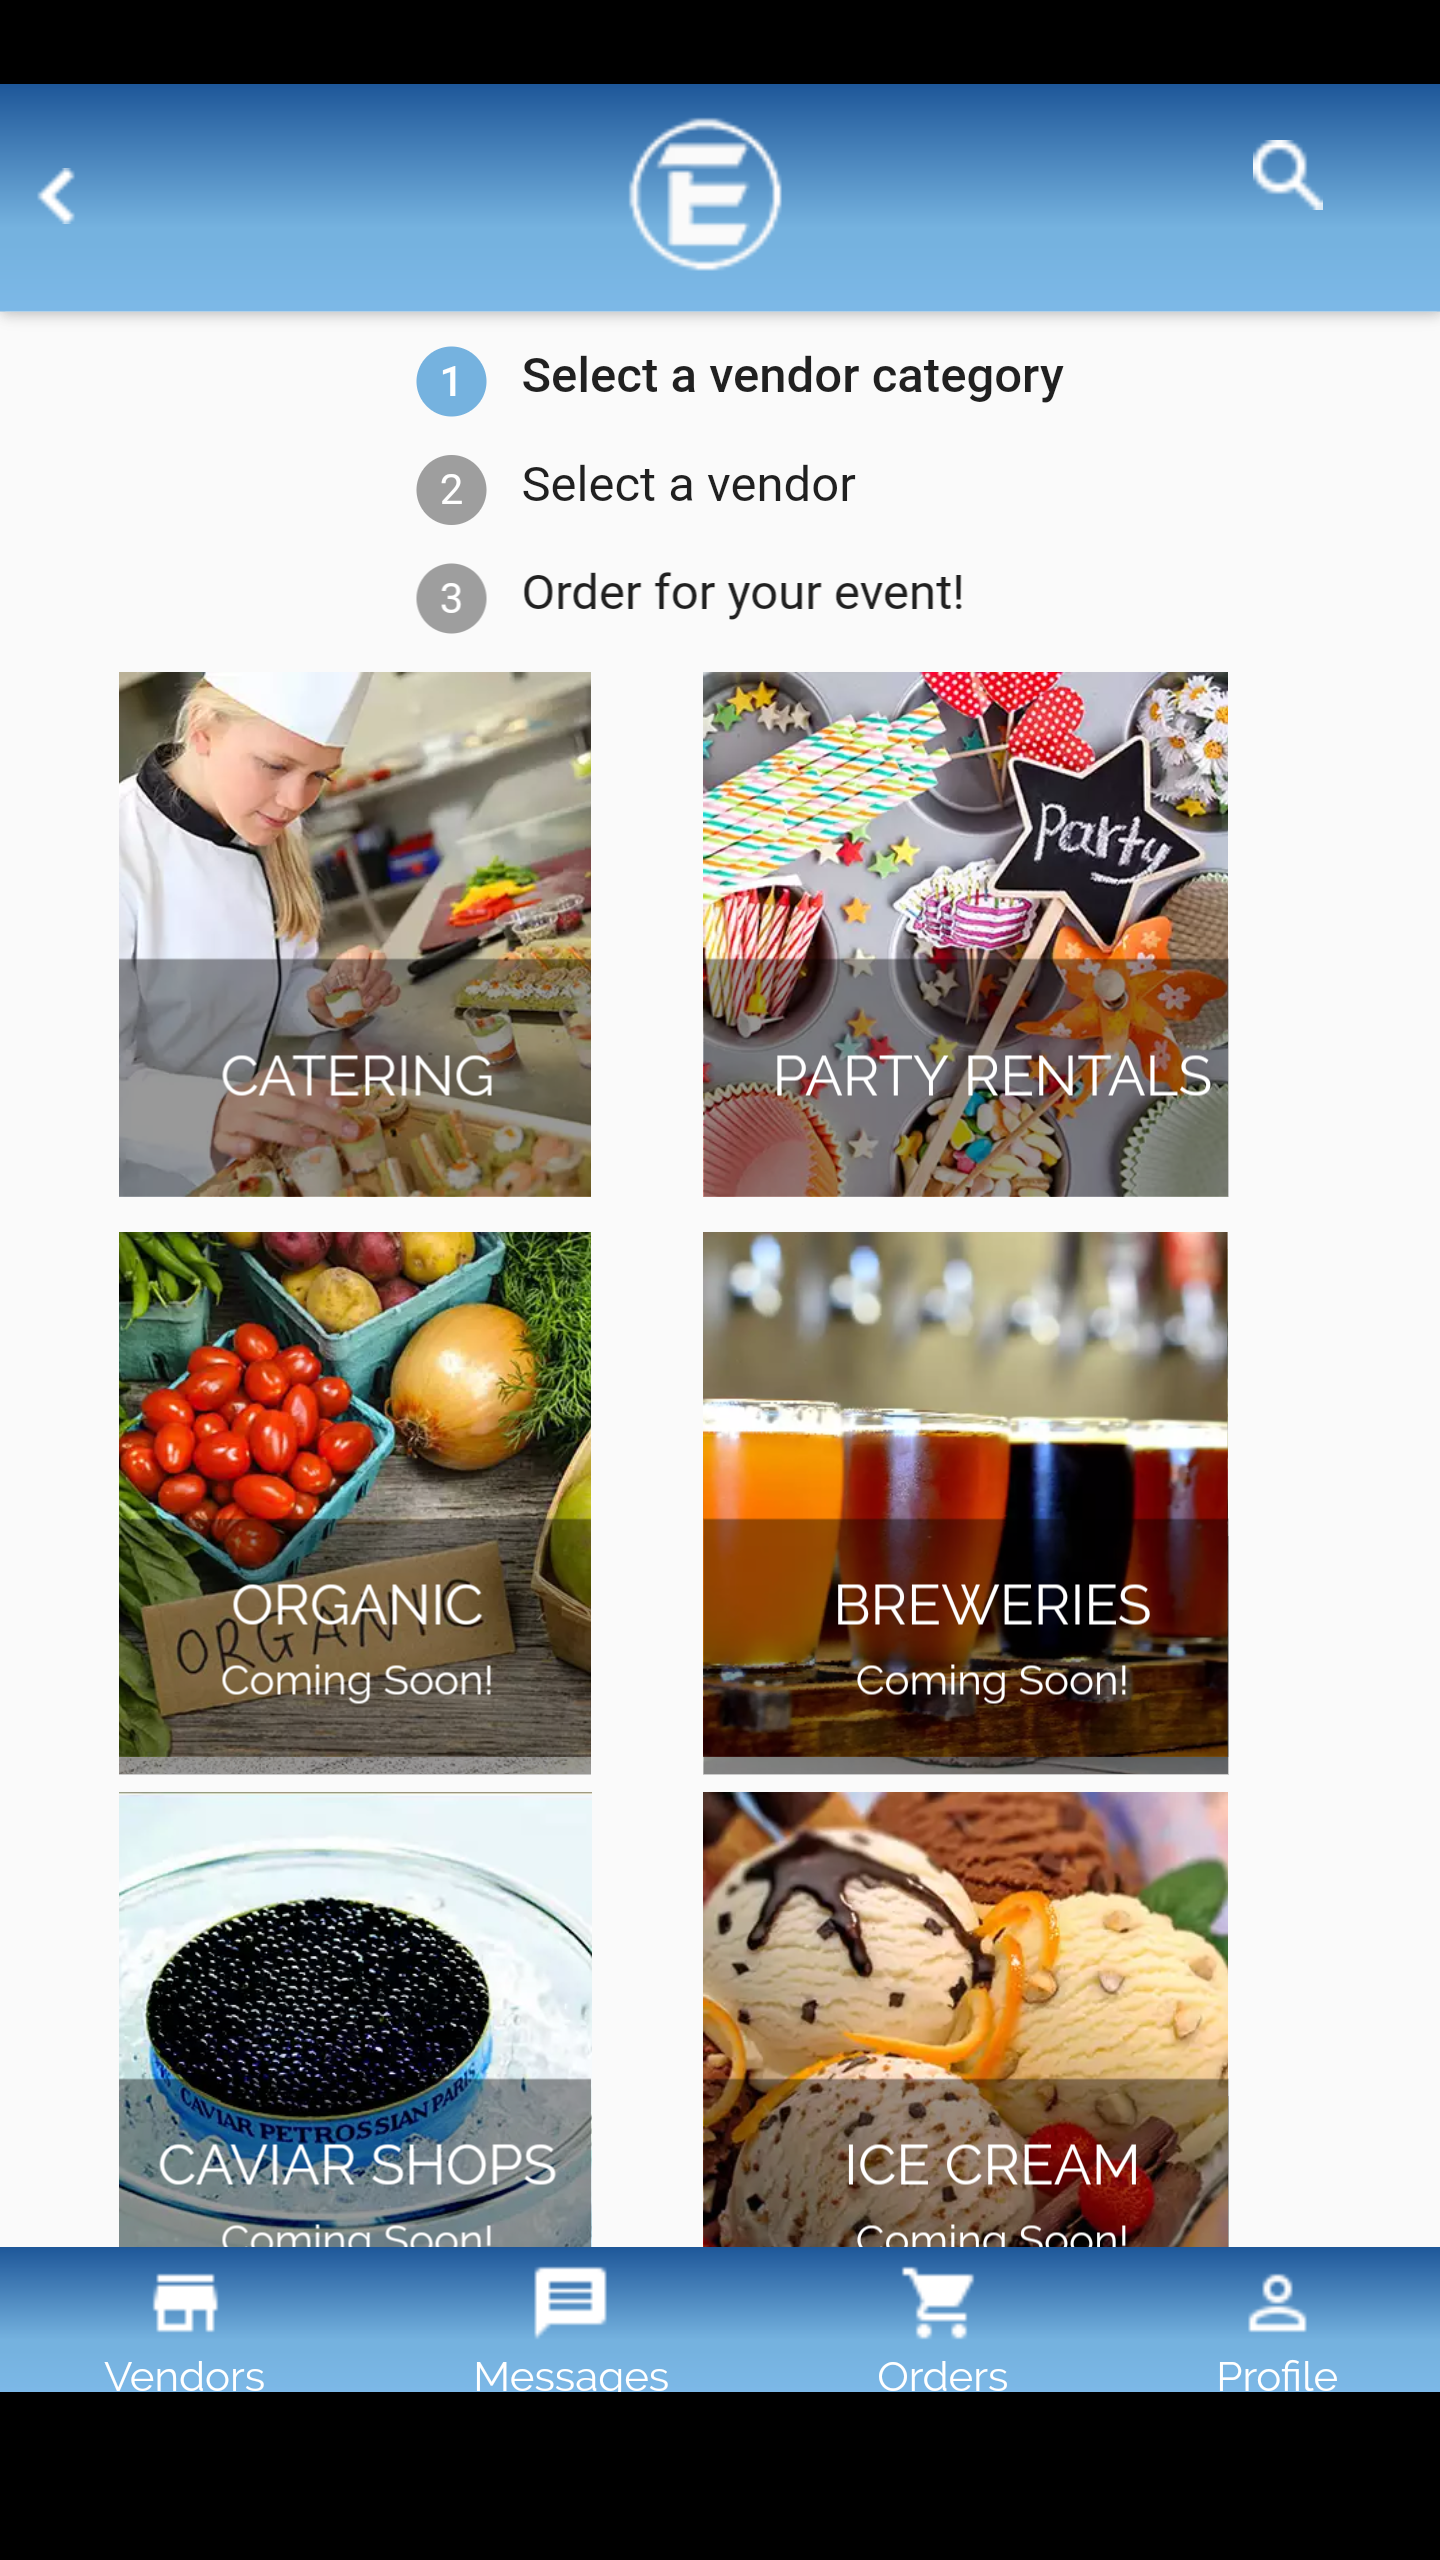 E
1 Select a vendor category
2 Select a vendor
3 Order for your event!
Party
CATERING
PARTY RENTALS
ORGANIC
ORGANIC
Coming Soon!
BREWERIES
Coming Soon!
CAVIAR PETROSSIAN PARIS
CAVIAR SHOPS
Coming Soon!
ICE CREAM
Coming Soon!
Vendors
Messages
Orders
Profile